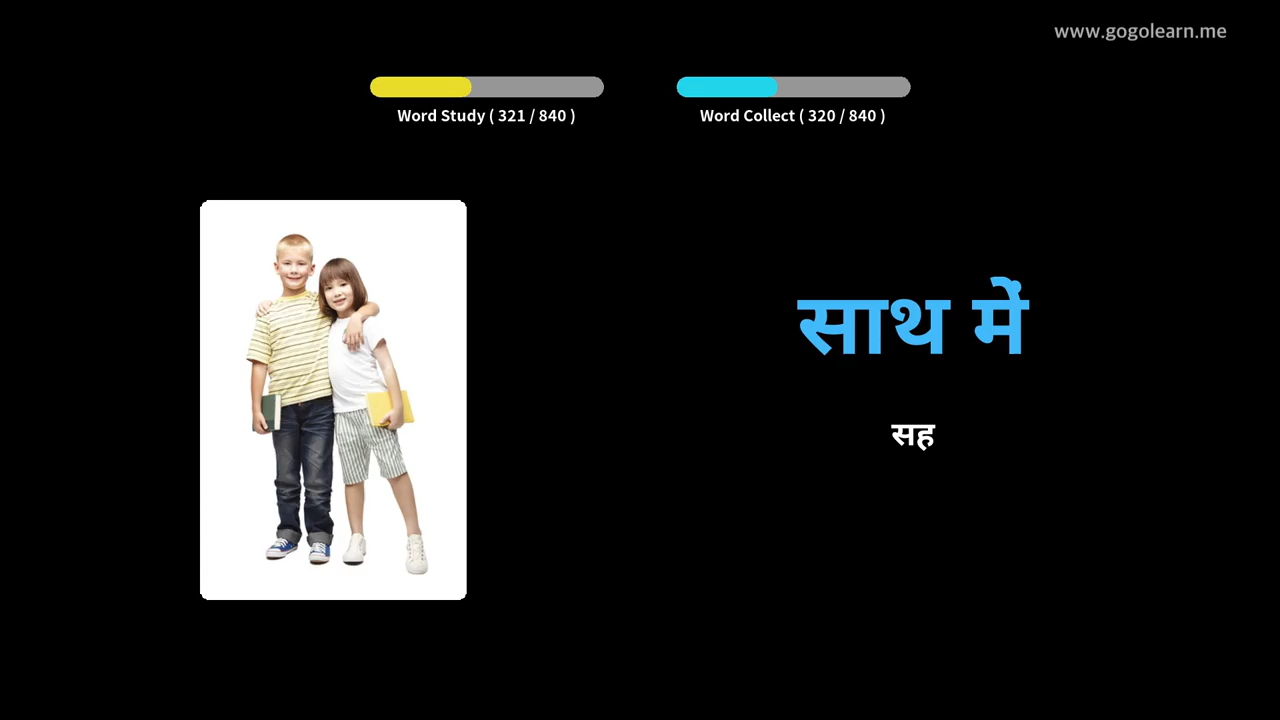 www.gogolearn.me
Word Study ( 321 / 840 )
Word Collect ( 320 / 840 )
साथ में
सह